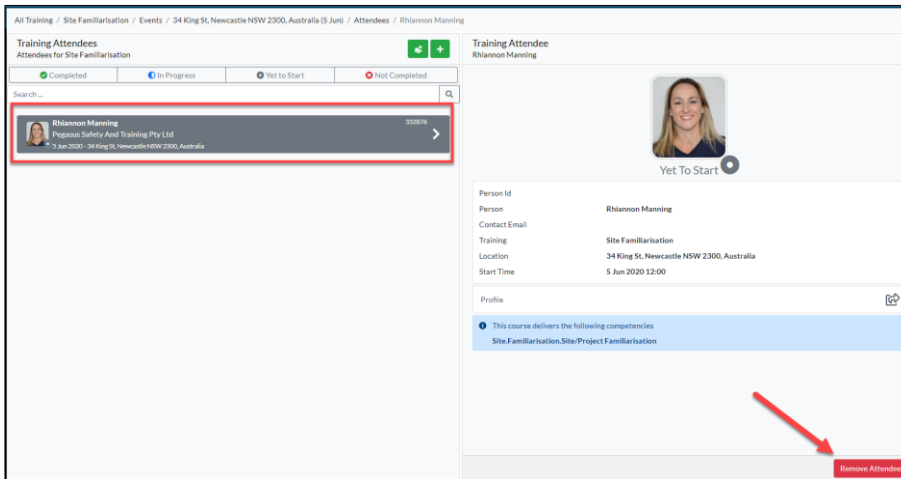 All Training / Site Familiarisation / Events / 34 King St, Newcastle NSW 2300, Australia (5 Jun) / Attendees / Rhiannon Manning
Training Attendees
Attendees for Site Familiarisation
Completed
In Progress
Yet to Start
Not Completed
Search ...
Rhiannon Manning
332876
Pegasus Safety And Training Pty Ltd
5 Jun 2020 - 34 King St, Newcastle NSW 2300, Australia
Training Attendee
Rhiannon Manning
Yet To Start
Person Id
Person Rhiannon Manning
Contact Email
Training Site Familiarisation
Location 34 King St, Newcastle NSW 2300, Australia
Start Time 5 Jun 2020 12:00
Profile
This course delivers the following competencies
Site.Familiarisation.Site/Project Familiarisation
Remove Attendee